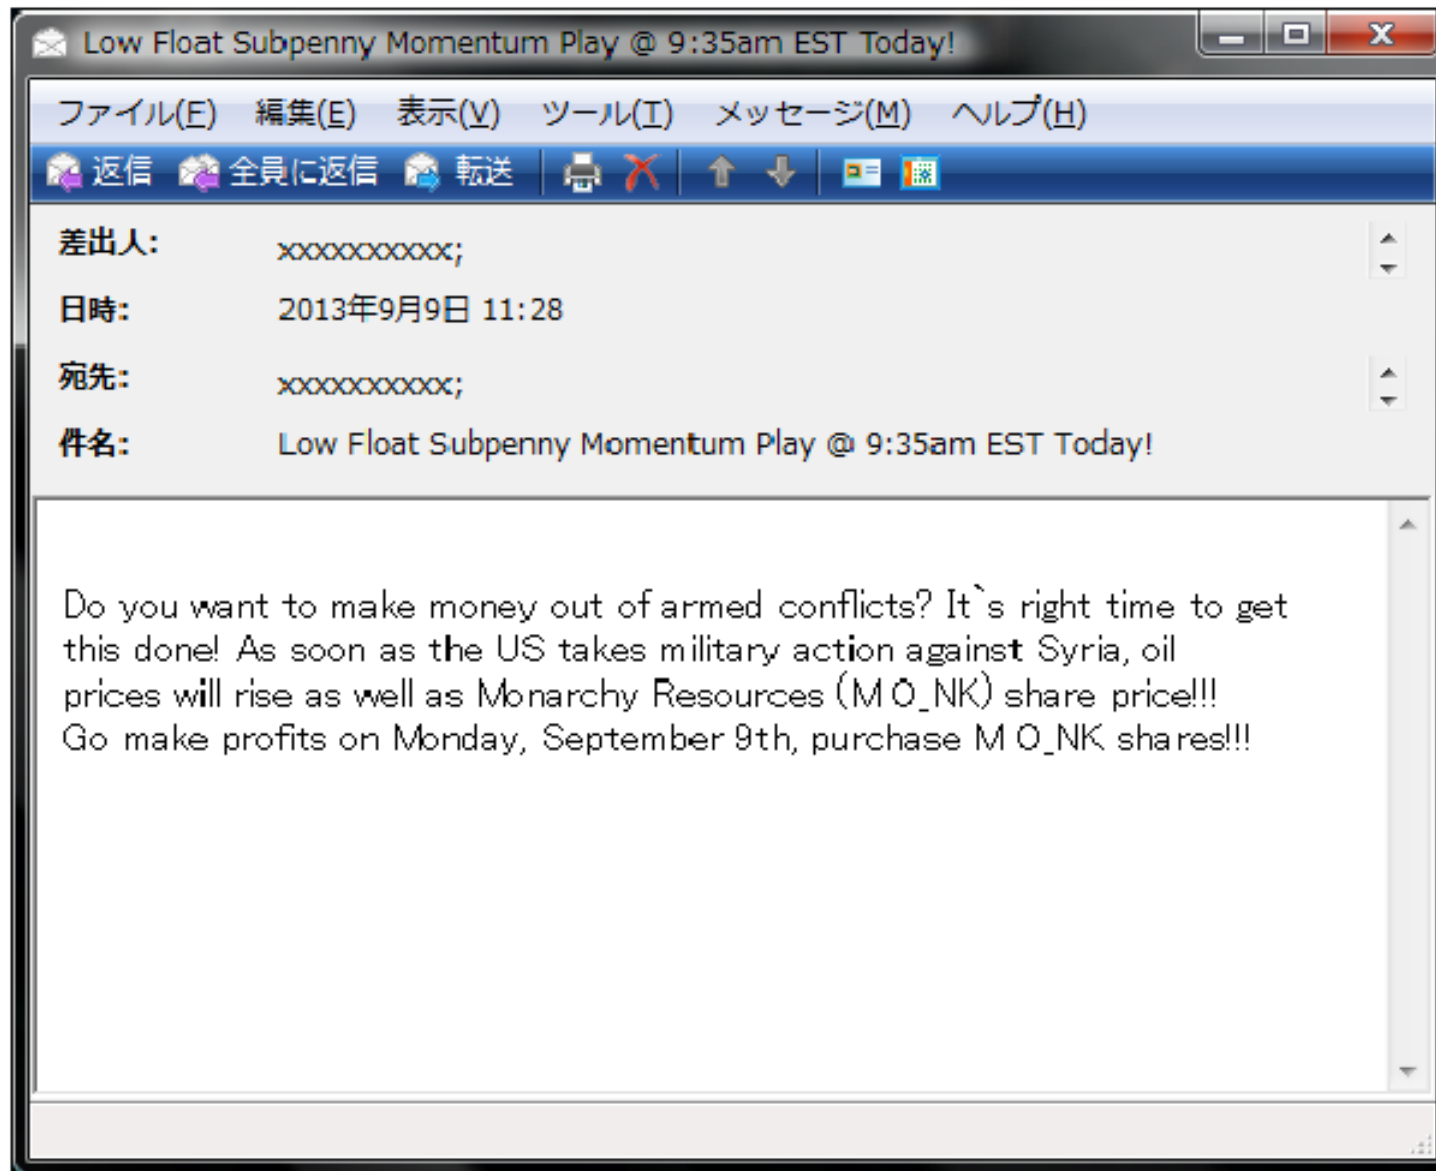 Low Float Subpenny Momentum Play @ 9:35am EST Today!
ファイル(F) 編集(E) 表示(V) ツール(T) メッセージ(M) ヘルプ(H)
返信 全員に返信 転送
差出人: xxxxxxxxxx;
日時: 2013年9月9日 11:28
宛先: xxxxxxxxxx;
件名: Low Float Subpenny Momentum Play @ 9:35am EST Today!
Do you want to make money out of armed conflicts? It`s right time to get
this done! As soon as the US takes military action against Syria, oil
prices will rise as well as Monarchy Resources (M O_NK) share price!!!
Go make profits on Monday, September 9th, purchase M O_NK shares!!!